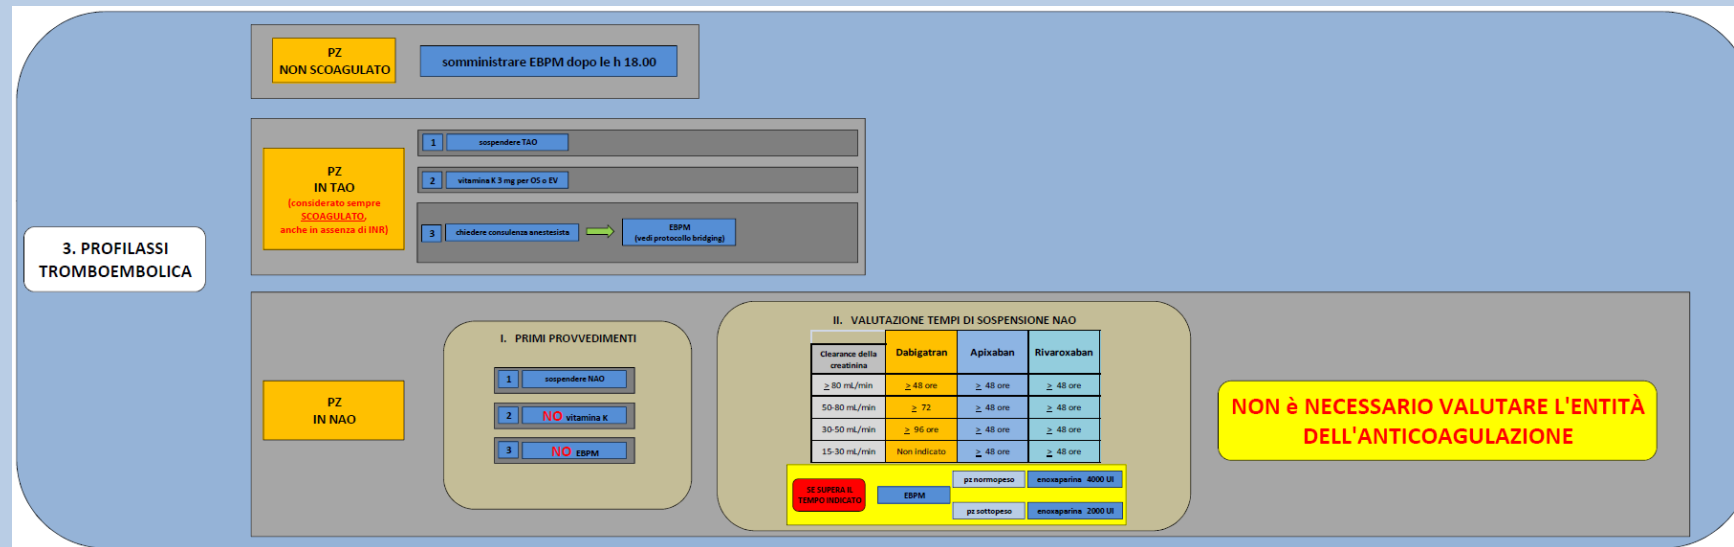 3. PROFILASSI
TROMBOEMBOLICA
PZ
NON SCOAGULATO
somministrare EBPM dopo le h 18.00
PZ
IN TAO
(considerato sempre
SCOAGULATO,
anche in assenza di INR)
1 sospendere TAO
2 vitamina K 3 mg per OS o EV
3 chiedere consulenza anestesista
EBPM
(vedi protocollo bridging)
PZ
IN NAO
I. PRIMI PROVVEDIMENTI
1 sospendere NAO
2 NO vitamina K
3 NO EBPM
II. VALUTAZIONE TEMPI DI SOSPENSIONE NAO
Clearance della
creatinina
Dabigatran Apixaban Rivaroxaban
≥ 80 mL/min ≥ 48 ore ≥ 48 ore ≥ 48 ore
50-80 mL/min ≥ 72 ≥ 48 ore ≥ 48 ore
30-50 mL/min ≥ 96 ore ≥ 48 ore ≥ 48 ore
15-30 mL/min Non indicato ≥ 48 ore ≥ 48 ore
SE SUPERA IL
TEMPO INDICATO
EBPM
pz normopeso enoxaparina 4000 UI
pz sottopeso enoxaparina 2000 UI
NON è NECESSARIO VALUTARE L'ENTITÀ
DELL'ANTICOAGULAZIONE